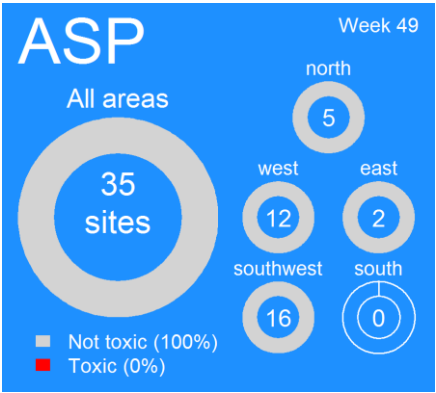 ASP
Week 49
All areas
35
sites
north
5
west
12
east
2
southwest
16
south
0
Not toxic (100%)
Toxic (0%)